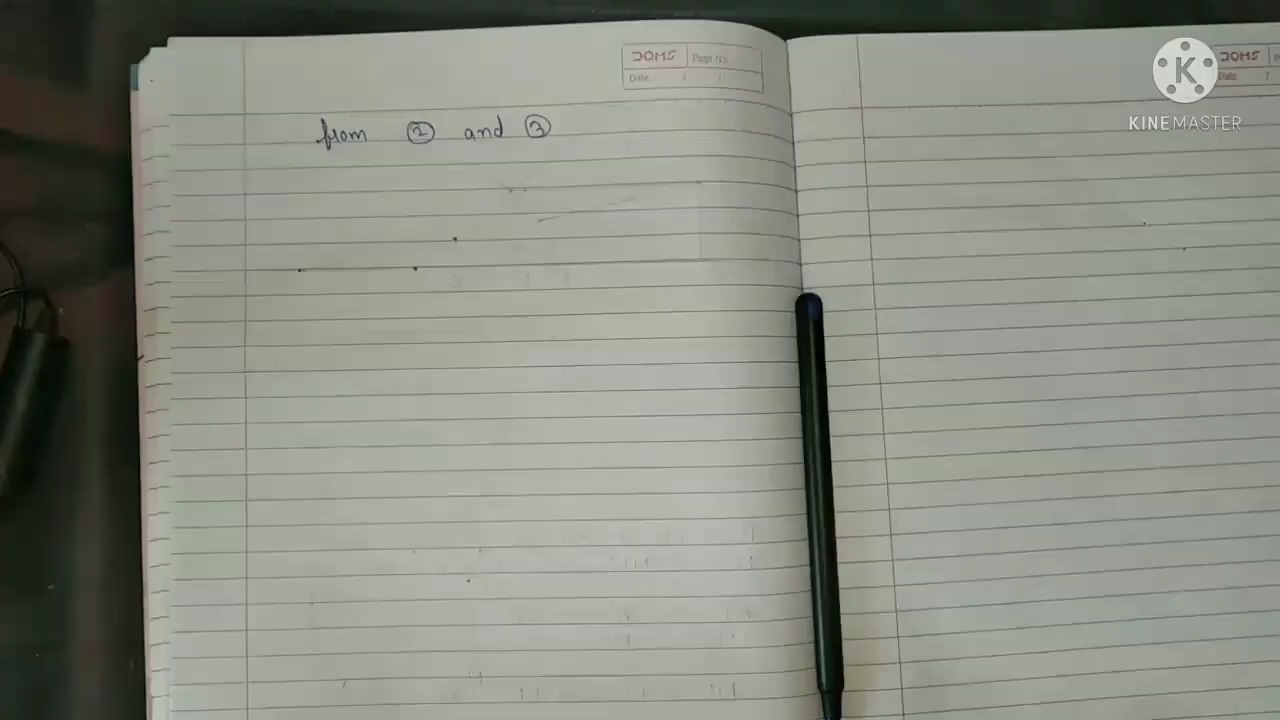 DOMS Page No.
Date / /
from ② and ③
K
KINEMASTER
DOMS
Date /